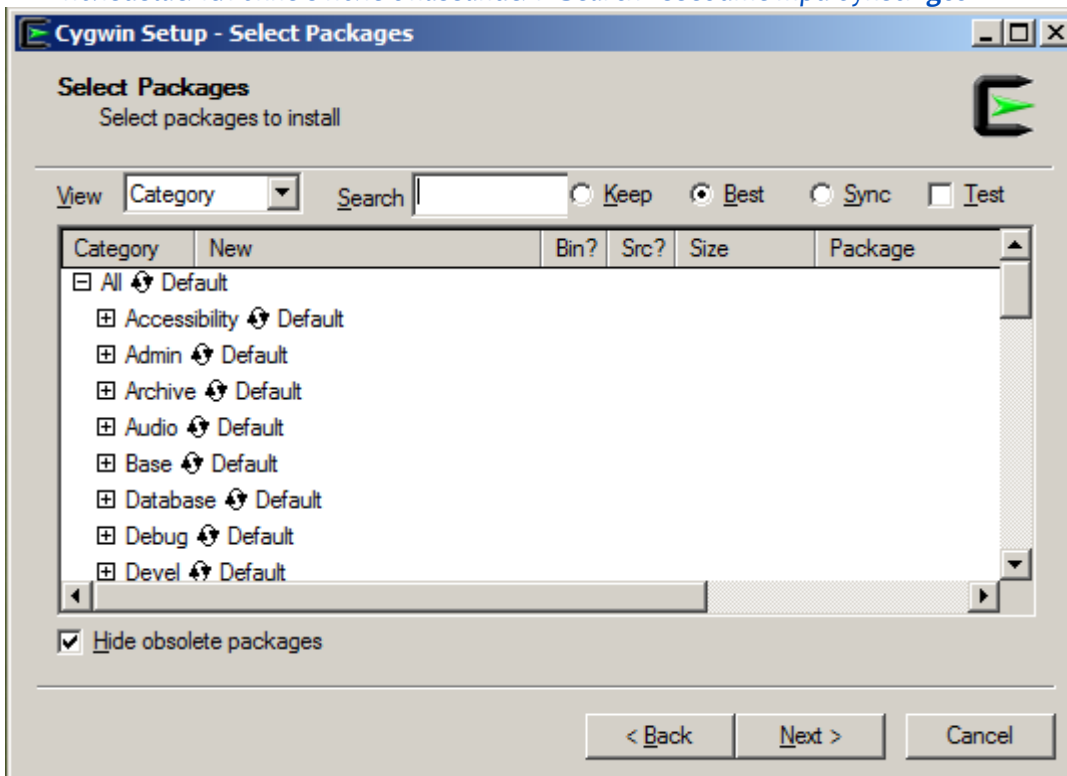 Cygwin Setup - Select Packages
Select Packages
Select packages to install
View Category Search Keep Best Sync Test
Category New Bin? Src? Size Package
All Default
Accessibility Default
Admin Default
Archive Default
Audio Default
Base Default
Database Default
Debug Default
Devel Default
Hide obsolete packages
< Back Next > Cancel